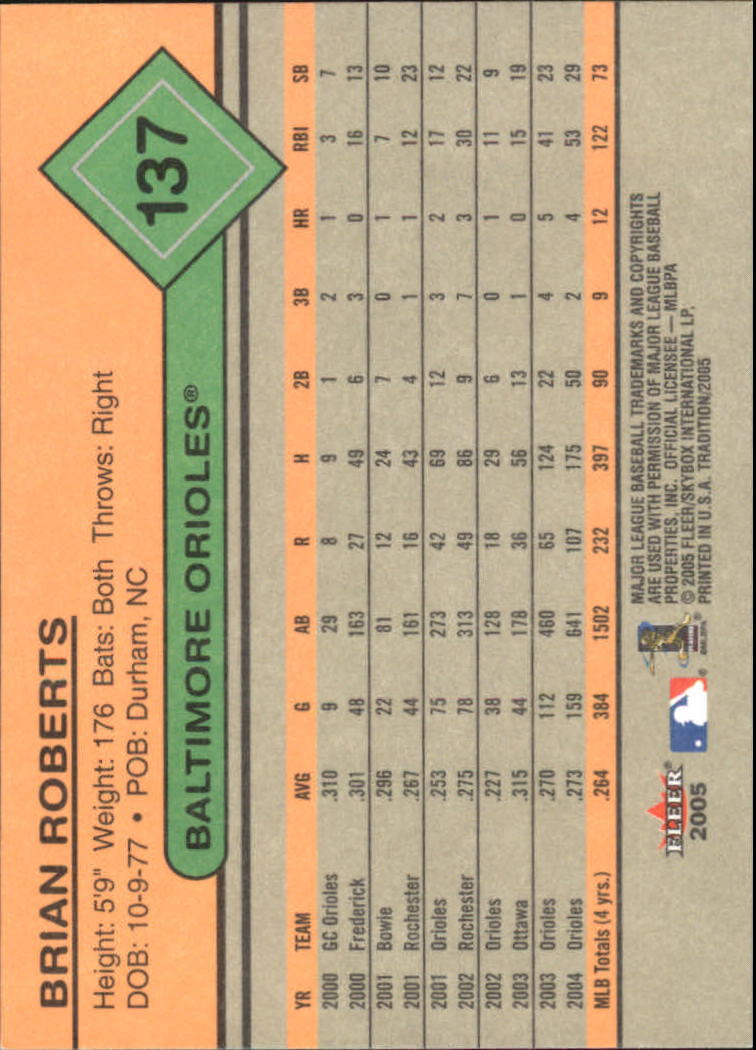 BRIAN ROBERTS
Height: 5'9" Weight: 176 Bats: Both Throws: Right
DOB: 10-9-77 • POB: Durham, NC
137
BALTIMORE ORIOLES®
YR TEAM AVG G AB R H 2B 3B HR RBI SB
2000 GC Orioles .310 9 29 8 9 1 2 1 3 7
2000 Frederick .301 48 163 27 49 6 3 0 16 13
2001 Bowie .296 22 81 12 24 7 0 1 7 10
2001 Rochester .267 44 161 16 43 4 1 1 12 23
2001 Orioles .253 75 273 42 69 12 3 2 17 12
2002 Rochester .275 78 313 49 86 9 7 3 30 22
2002 Orioles .227 38 128 18 29 6 0 1 11 9
2003 Ottawa .315 44 178 36 56 13 1 0 15 19
2003 Orioles .270 112 460 65 124 22 4 5 41 23
2004 Orioles .273 159 641 107 175 50 2 4 53 29
MLB Totals (4 yrs.) .264 384 1502 232 397 90 9 12 122 73
FLEER®
2005
MAJOR LEAGUE BASEBALL TRADEMARKS AND COPYRIGHTS
ARE USED WITH PERMISSION OF MAJOR LEAGUE BASEBALL
PROPERTIES, INC. OFFICIAL LICENSEE — MLBPA
© 2005 FLEER/SKYBOX INTERNATIONAL LP.
PRINTED IN U.S.A. TRADITION/2005